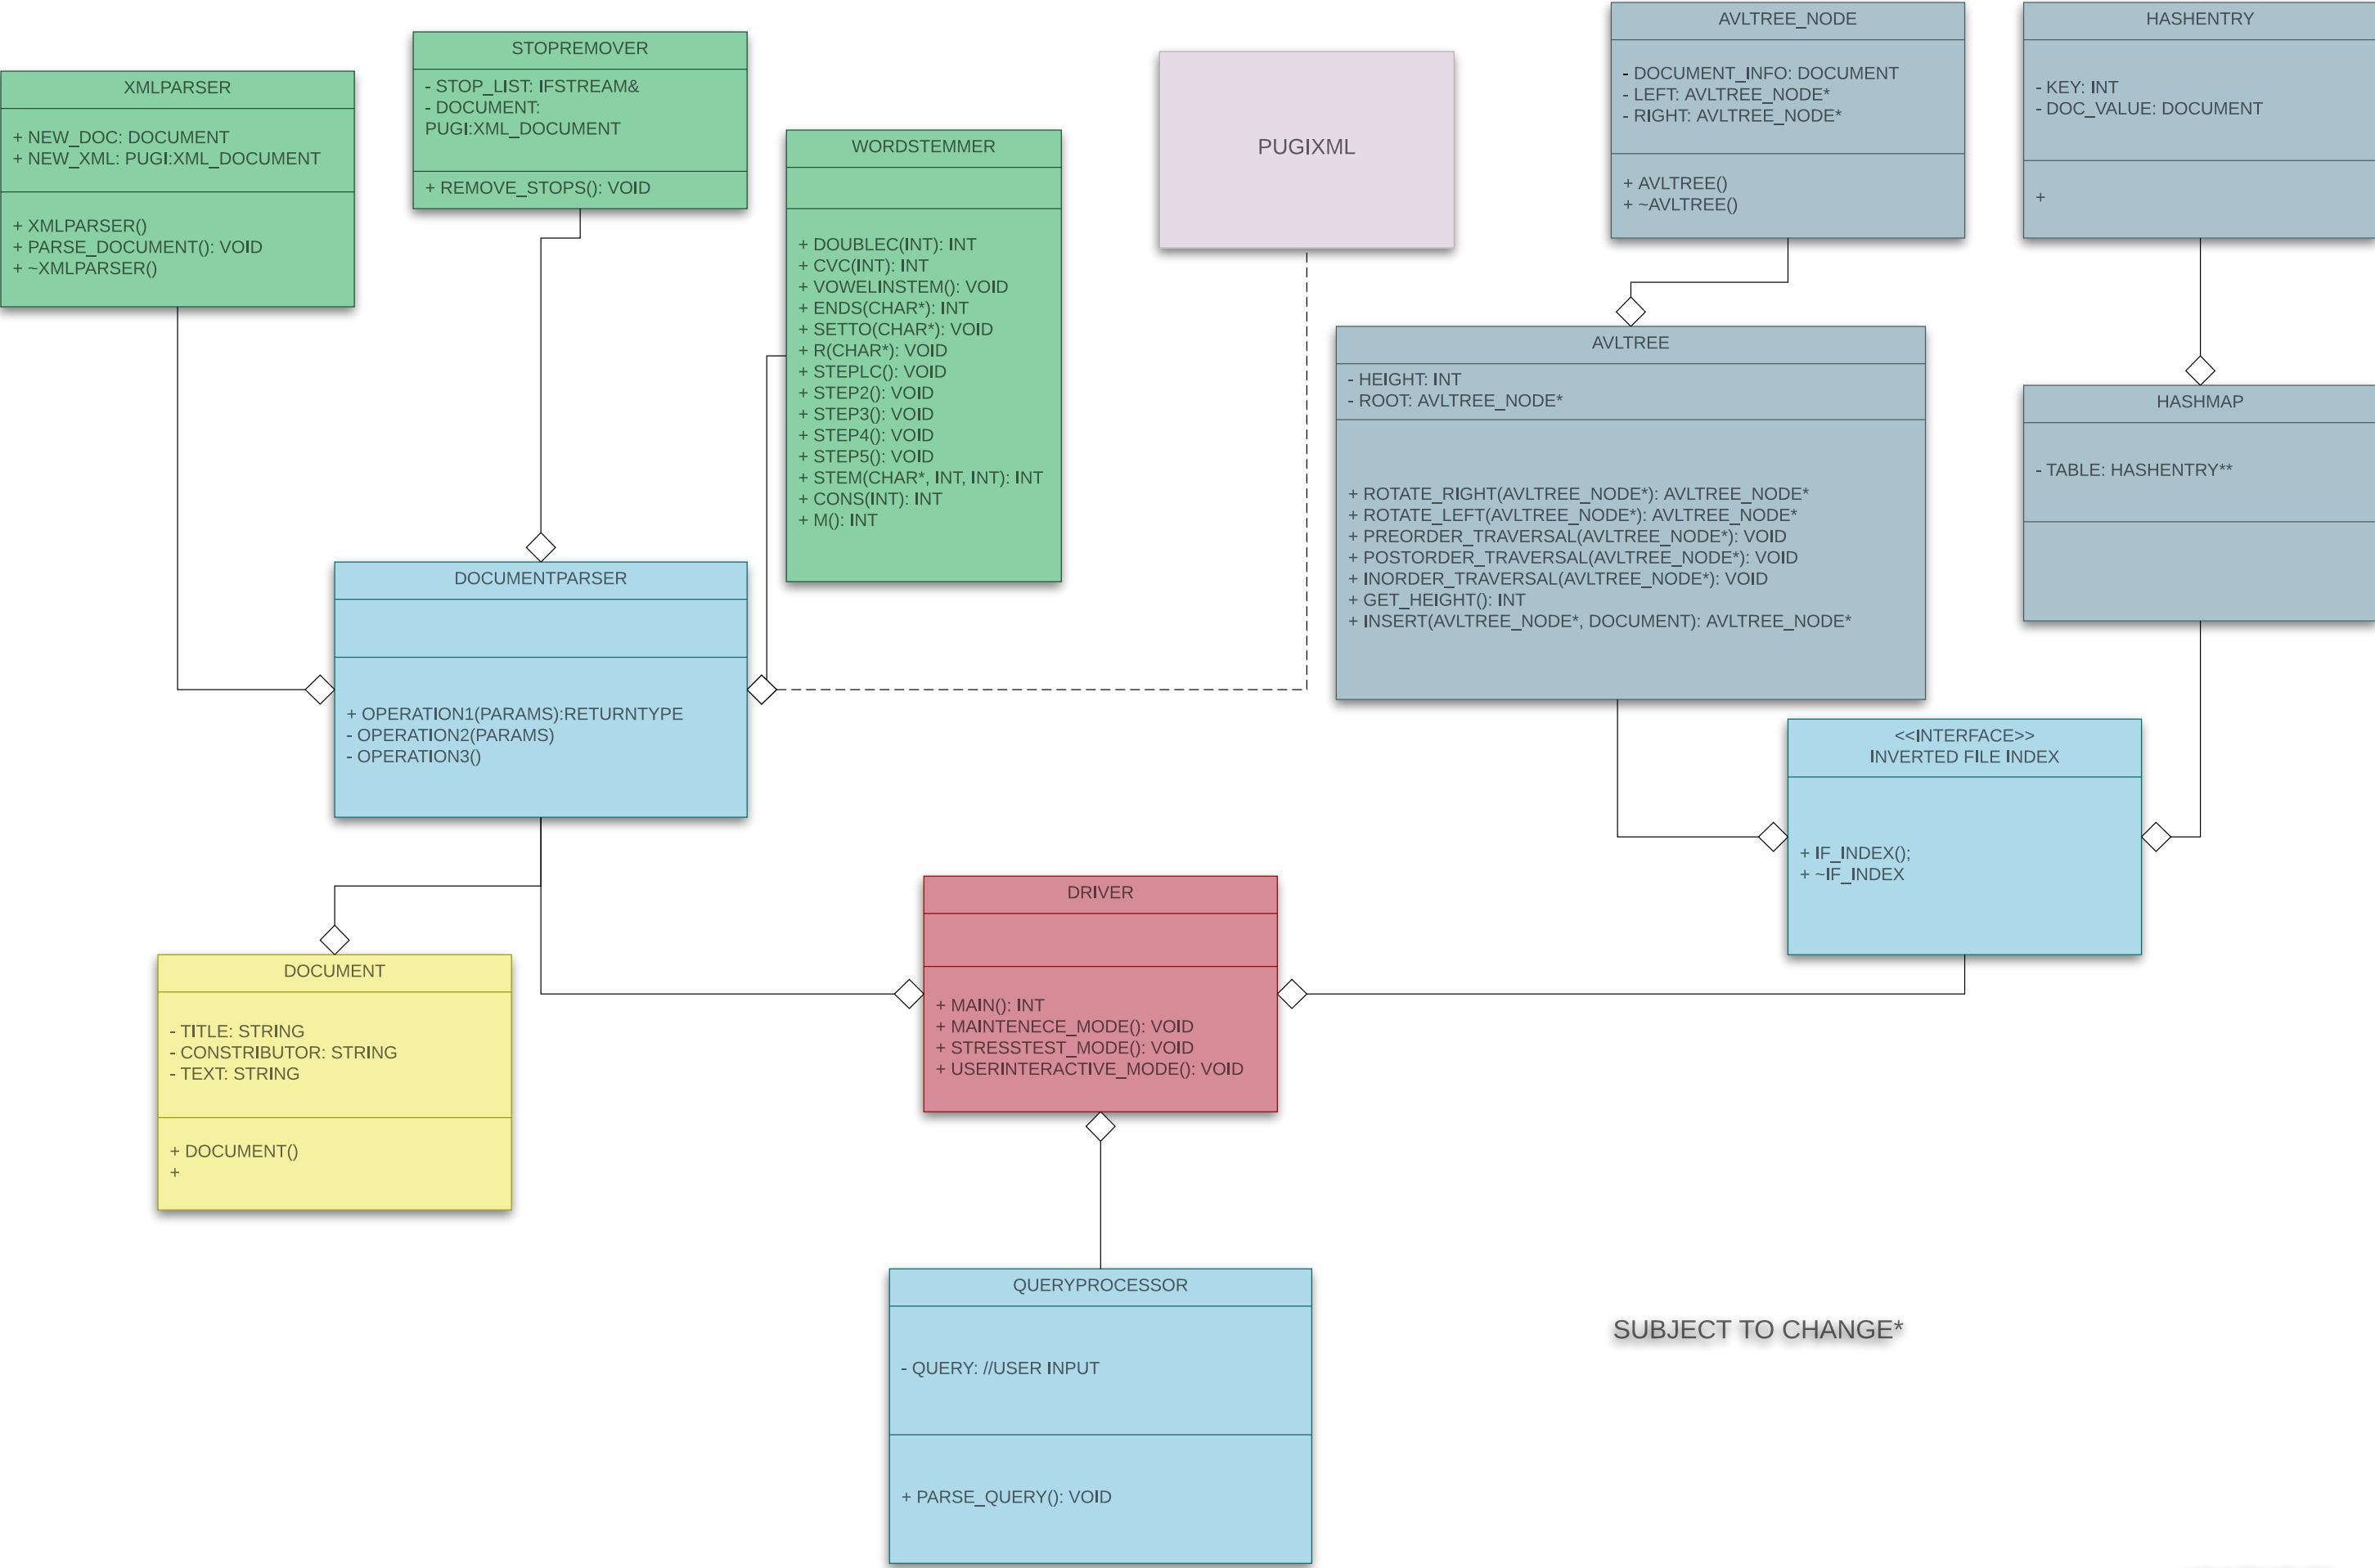 XMLPARSER
+ NEW_DOC: DOCUMENT
+ NEW_XML: PUGI:XML_DOCUMENT
+ XMLPARSER()
+ PARSE_DOCUMENT(): VOID
+ ~XMLPARSER()
STOPREMOVER
- STOP_LIST: IFSTREAM&
- DOCUMENT:
PUGI:XML_DOCUMENT
+ REMOVE_STOPS(): VOID
WORDSTEMMER
+ DOUBLEC(INT): INT
+ CVC(INT): INT
+ VOWELINSTEM(): VOID
+ ENDS(CHAR*): INT
+ SETTO(CHAR*): VOID
+ R(CHAR*): VOID
+ STEPLC(): VOID
+ STEP2(): VOID
+ STEP3(): VOID
+ STEP4(): VOID
+ STEP5(): VOID
+ STEM(CHAR*, INT, INT): INT
+ CONS(INT): INT
+ M(): INT
PUGIXML
AVLTREE_NODE
- DOCUMENT_INFO: DOCUMENT
- LEFT: AVLTREE_NODE*
- RIGHT: AVLTREE_NODE*
+ AVLTREE()
+ ~AVLTREE()
HASHENTRY
- KEY: INT
- DOC_VALUE: DOCUMENT
+
AVLTREE
- HEIGHT: INT
- ROOT: AVLTREE_NODE*
+ ROTATE_RIGHT(AVLTREE_NODE*): AVLTREE_NODE*
+ ROTATE_LEFT(AVLTREE_NODE*): AVLTREE_NODE*
+ PREORDER_TRAVERSAL(AVLTREE_NODE*): VOID
+ POSTORDER_TRAVERSAL(AVLTREE_NODE*): VOID
+ INORDER_TRAVERSAL(AVLTREE_NODE*): VOID
+ GET_HEIGHT(): INT
+ INSERT(AVLTREE_NODE*, DOCUMENT): AVLTREE_NODE*
HASHMAP
- TABLE: HASHENTRY**
DOCUMENTPARSER
+ OPERATION1(PARAMS):RETURNTYPE
- OPERATION2(PARAMS)
- OPERATION3()
<<INTERFACE>>
INVERTED FILE INDEX
+ IF_INDEX();
+ ~IF_INDEX
DRIVER
+ MAIN(): INT
+ MAINTENECE_MODE(): VOID
+ STRESSTEST_MODE(): VOID
+ USERINTERACTIVE_MODE(): VOID
DOCUMENT
- TITLE: STRING
- CONSTRIBUTOR: STRING
- TEXT: STRING
+ DOCUMENT()
+
QUERYPROCESSOR
- QUERY: //USER INPUT
+ PARSE_QUERY(): VOID
SUBJECT TO CHANGE*